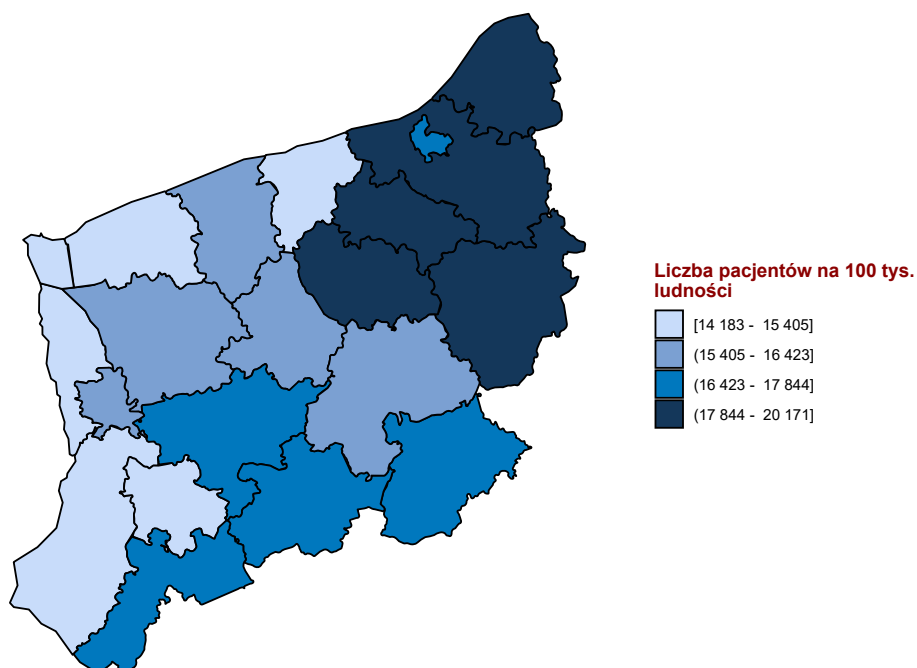 Liczba pacjentów na 100 tys.
ludności
[14 183 - 15 405]
(15 405 - 16 423]
(16 423 - 17 844]
(17 844 - 20 171]